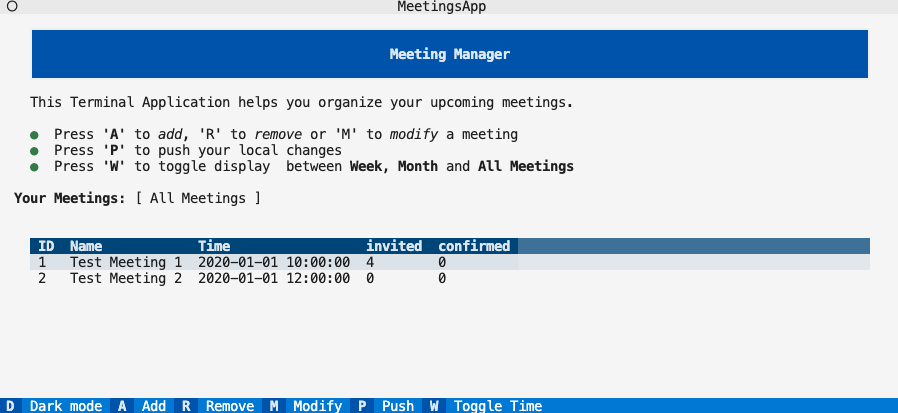 MeetingsApp
Meeting Manager
This Terminal Application helps you organize your upcoming meetings.
● Press 'A' to add, 'R' to remove or 'M' to modify a meeting
● Press 'P' to push your local changes
● Press 'W' to toggle display  between Week, Month and All Meetings
Your Meetings: [ All Meetings ]
ID Name Time invited confirmed
1 Test Meeting 1 2020-01-01 10:00:00 4 0
2 Test Meeting 2 2020-01-01 12:00:00 0 0
D Dark mode A Add R Remove M Modify P Push W Toggle Time